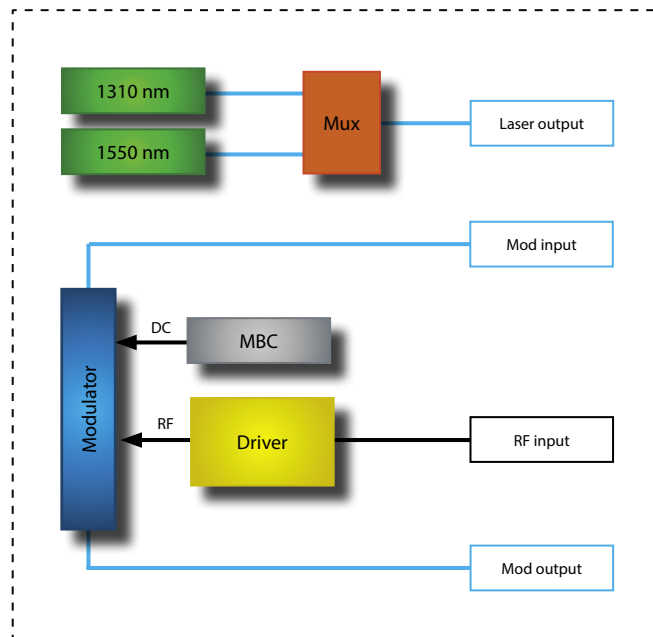 1310 nm
1550 nm
Mux
Laser output
Mod input
Modulator
DC
MBC
RF
Driver
RF input
Mod output